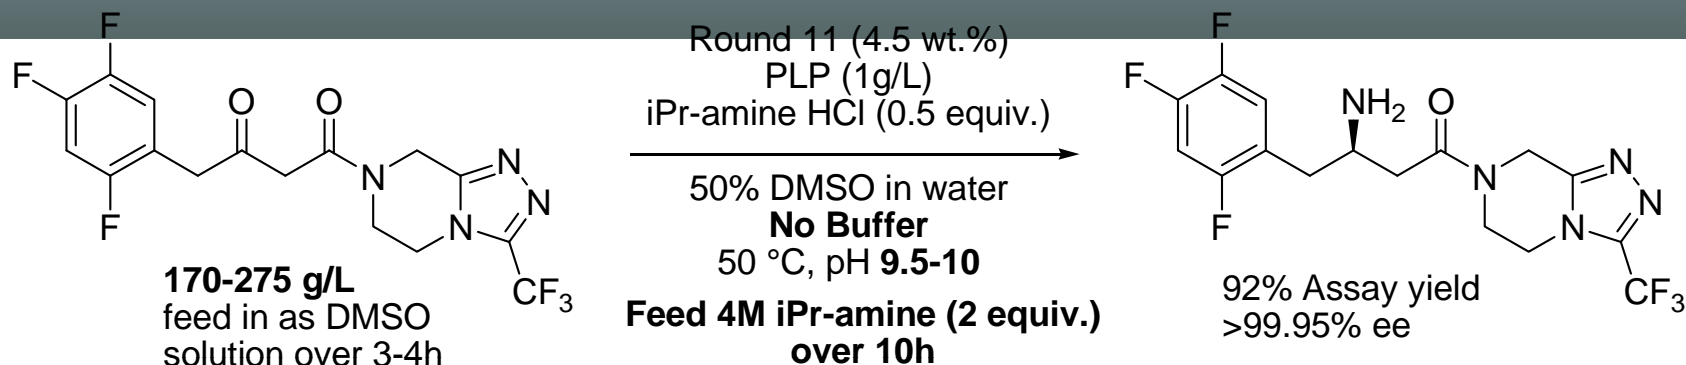 F
F
F
O
O
N
N
N
N
CF3
170-275 g/L
feed in as DMSO
solution over 3-4h
Round 11 (4.5 wt.%)
PLP (1g/L)
iPr-amine HCl (0.5 equiv.)
50% DMSO in water
No Buffer
50 °C, pH 9.5-10
Feed 4M iPr-amine (2 equiv.)
over 10h
F
F
F
NH2
O
N
N
N
N
CF3
92% Assay yield
>99.95% ee